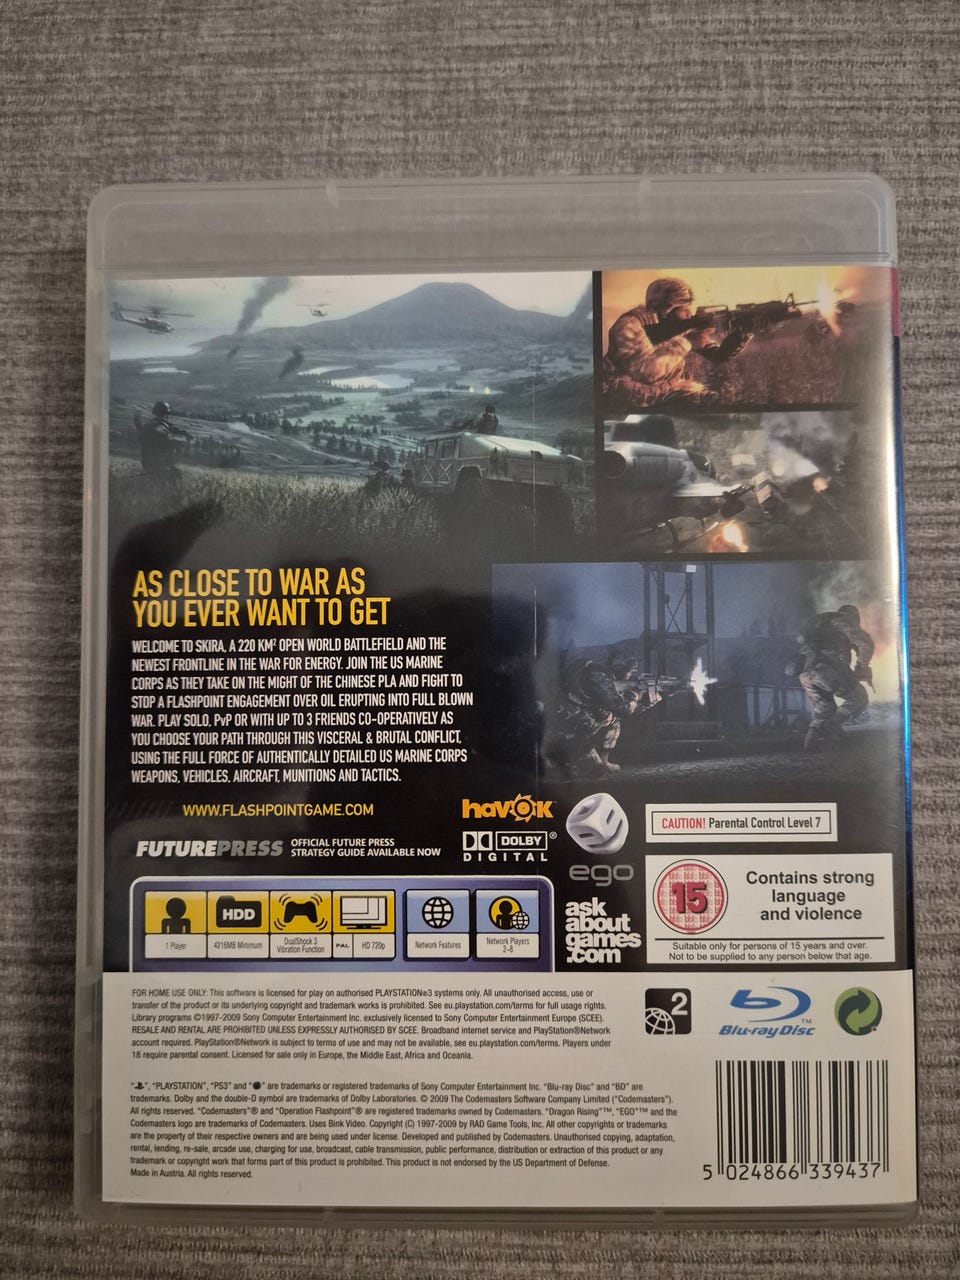 AS CLOSE TO WAR AS
YOU EVER WANT TO GET
WELCOME TO SKIRA, A 220 KM² OPEN WORLD BATTLEFIELD AND THE
NEWEST FRONTLINE IN THE WAR FOR ENERGY. JOIN THE US MARINE
CORPS AS THEY TAKE ON THE MIGHT OF THE CHINESE PLA AND FIGHT TO
STOP A FLASHPOINT ENGAGEMENT OVER OIL ERUPTING INTO FULL BLOWN
WAR. PLAY SOLO, PvP OR WITH UP TO 3 FRIENDS CO-OPERATIVELY AS
YOU CHOOSE YOUR PATH THROUGH THIS VISCERAL & BRUTAL CONFLICT,
USING THE FULL FORCE OF AUTHENTICALLY DETAILED US MARINE CORPS
WEAPONS, VEHICLES, AIRCRAFT, MUNITIONS AND TACTICS.
WWW.FLASHPOINTGAME.COM
FUTUREPRESS OFFICIAL FUTURE PRESS
STRATEGY GUIDE AVAILABLE NOW
havok
DOLBY®
DIGITAL
ego
CAUTION! Parental Control Level 7
15
Contains strong
language
and violence
Suitable only for persons of 15 years and over.
Not to be supplied to any person below that age.
ask
about
games
.com
1 Player
HDD
4216MB Minimum
DualShock 3
Vibration Function
PAL
HD 720p
Network Features
Network Players
2-8
FOR HOME USE ONLY: This software is licensed for play on authorised PLAYSTATION®3 systems only. All unauthorised access, use or
transfer of the product or its underlying copyright and trademark works is prohibited. See eu.playstation.com/terms for full usage rights.
Library programs ©1997-2009 Sony Computer Entertainment Inc. exclusively licensed to Sony Computer Entertainment Europe (SCEE).
RESALE AND RENTAL ARE PROHIBITED UNLESS EXPRESSLY AUTHORISED BY SCEE. Broadband internet service and PlayStation®Network
account required. PlayStation®Network is subject to terms of use and may not be available, see eu.playstation.com/terms. Players under
18 require parental consent. Licensed for sale only in Europe, the Middle East, Africa and Oceania.
2
Blu-ray Disc™
" ", "PLAYSTATION", "PS3" and " " are trademarks or registered trademarks of Sony Computer Entertainment Inc. "Blu-ray Disc" and "BD" are
trademarks. Dolby and the double-D symbol are trademarks of Dolby Laboratories. © 2009 The Codemasters Software Company Limited ("Codemasters").
All rights reserved. "Codemasters"® and "Operation Flashpoint"® are registered trademarks owned by Codemasters. "Dragon Rising"™, "EGO"™ and the
Codemasters logo are trademarks of Codemasters. Uses Bink Video. Copyright (C) 1997-2009 by RAD Game Tools, Inc. All other copyrights or trademarks
are the property of their respective owners and are being used under license. Developed and published by Codemasters. Unauthorised copying, adaptation,
rental, lending, re-sale, arcade use, charging for use, broadcast, cable transmission, public performance, distribution or extraction of this product or any
trademark or copyright work that forms part of this product is prohibited. This product is not endorsed by the US Department of Defense.
Made in Austria. All rights reserved.
5 024866 339437